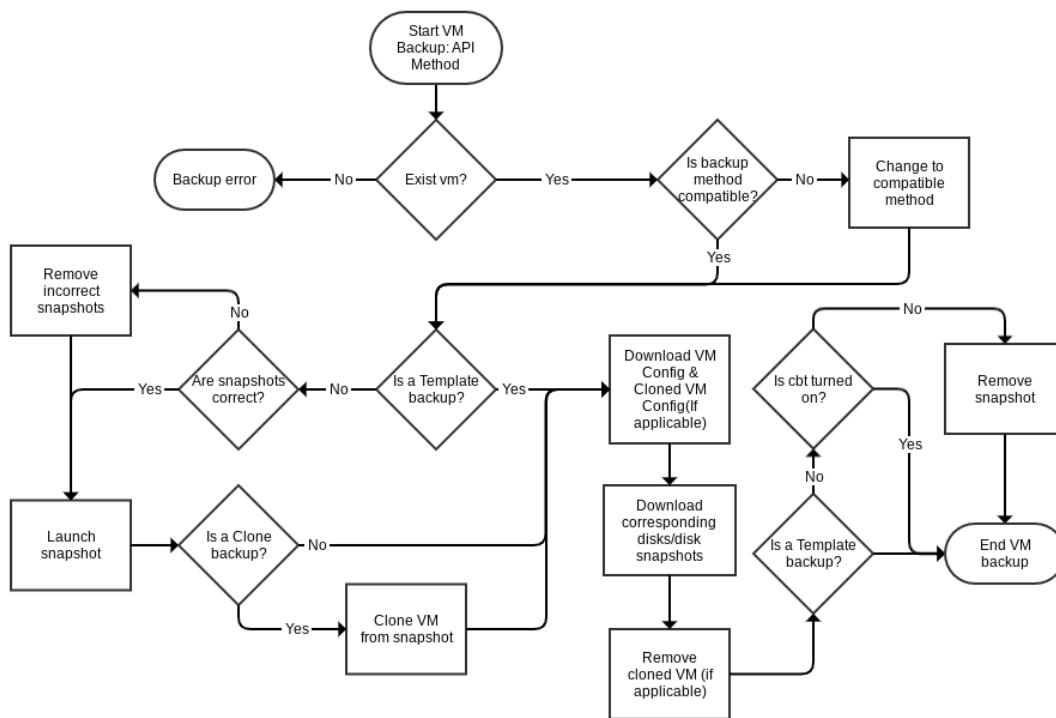 Start VM
Backup: API
Method
Backup error
No
Exist vm?
Yes
Is backup
method
compatible?
No
Change to
compatible
method
Yes
Remove
incorrect
snapshots
No
Are snapshots
correct?
Yes
No
Is a Template
backup?
Yes
Download VM
Config &
Cloned VM
Config(If
applicable)
Is cbt turned
on?
No
Remove
snapshot
Yes
Launch
snapshot
Is a Clone
backup?
No
Yes
Clone VM
from snapshot
Download
corresponding
disks/disk
snapshots
No
Is a Template
backup?
End VM
backup
Remove
cloned VM (if
applicable)